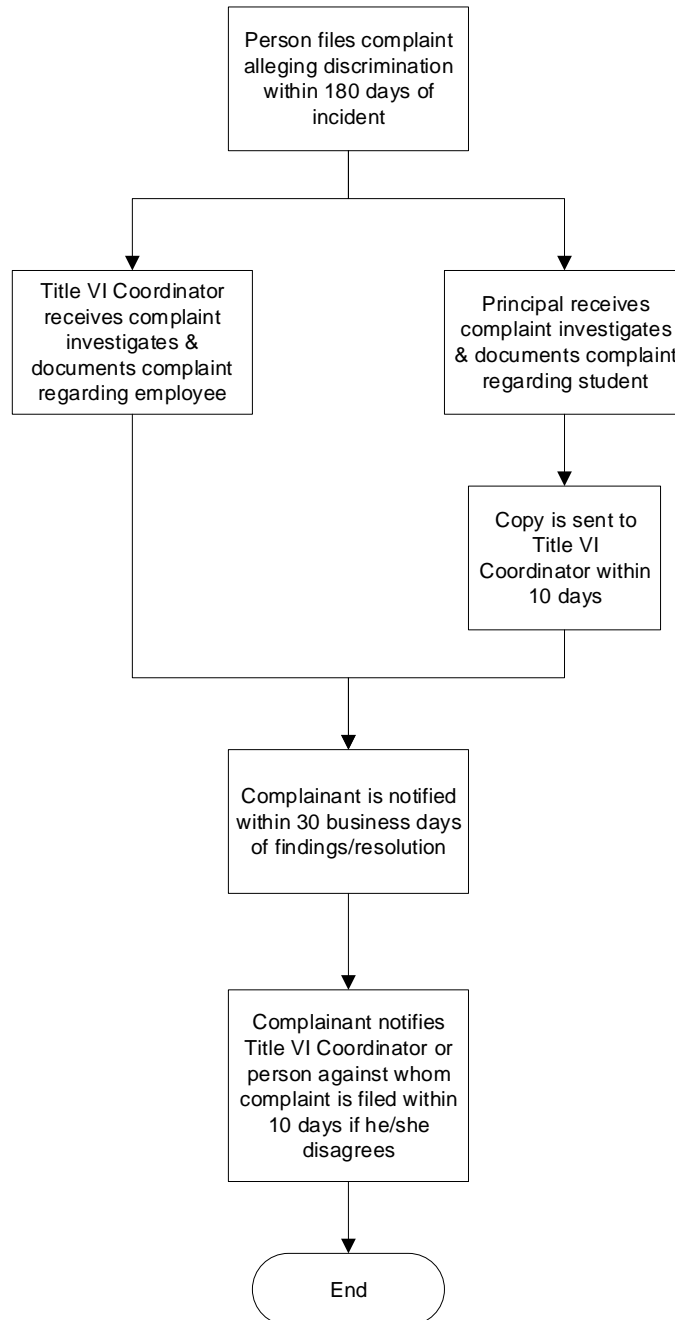 Person files complaint
alleging discrimination
within 180 days of
incident
Title VI Coordinator
receives complaint
investigates &
documents complaint
regarding employee
Principal receives
complaint investigates
& documents complaint
regarding student
Copy is sent to
Title VI
Coordinator within
10 days
Complainant is notified
within 30 business days
of findings/resolution
Complainant notifies
Title VI Coordinator or
person against whom
complaint is filed within
10 days if he/she
disagrees
End